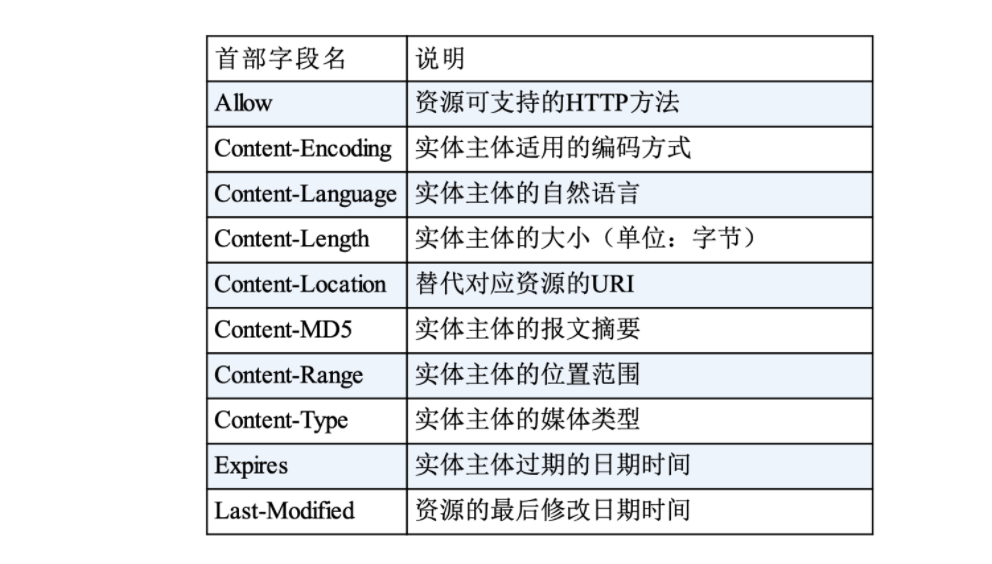 首部字段名 说明
Allow 资源可支持的HTTP方法
Content-Encoding 实体主体适用的编码方式
Content-Language 实体主体的自然语言
Content-Length 实体主体的大小（单位：字节）
Content-Location 替代对应资源的URI
Content-MD5 实体主体的报文摘要
Content-Range 实体主体的位置范围
Content-Type 实体主体的媒体类型
Expires 实体主体过期的日期时间
Last-Modified 资源的最后修改日期时间